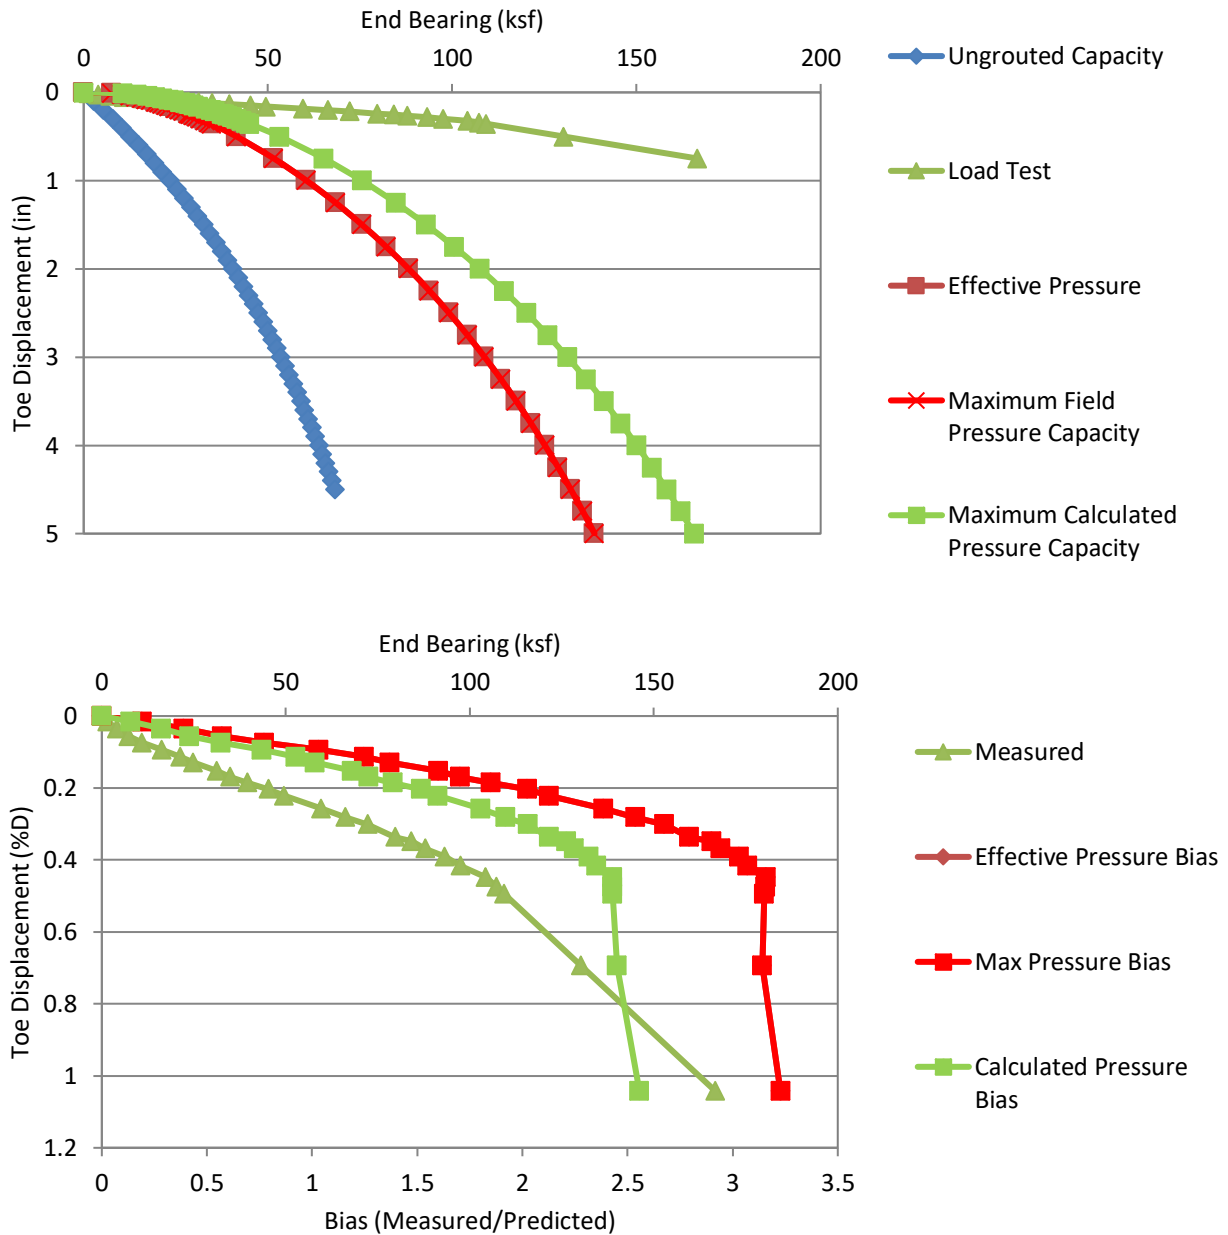 End Bearing (ksf)
0 50 100 150 200
0
1
2
3
4
5
Toe Displacement (in)
Ungrouted Capacity
Load Test
Effective Pressure
Maximum Field
Pressure Capacity
Maximum Calculated
Pressure Capacity
End Bearing (ksf)
0 50 100 150 200
0
0.2
0.4
0.6
0.8
1
1.2
Toe Displacement (%D)
0 0.5 1 1.5 2 2.5 3 3.5
Bias (Measured/Predicted)
Measured
Effective Pressure Bias
Max Pressure Bias
Calculated Pressure
Bias